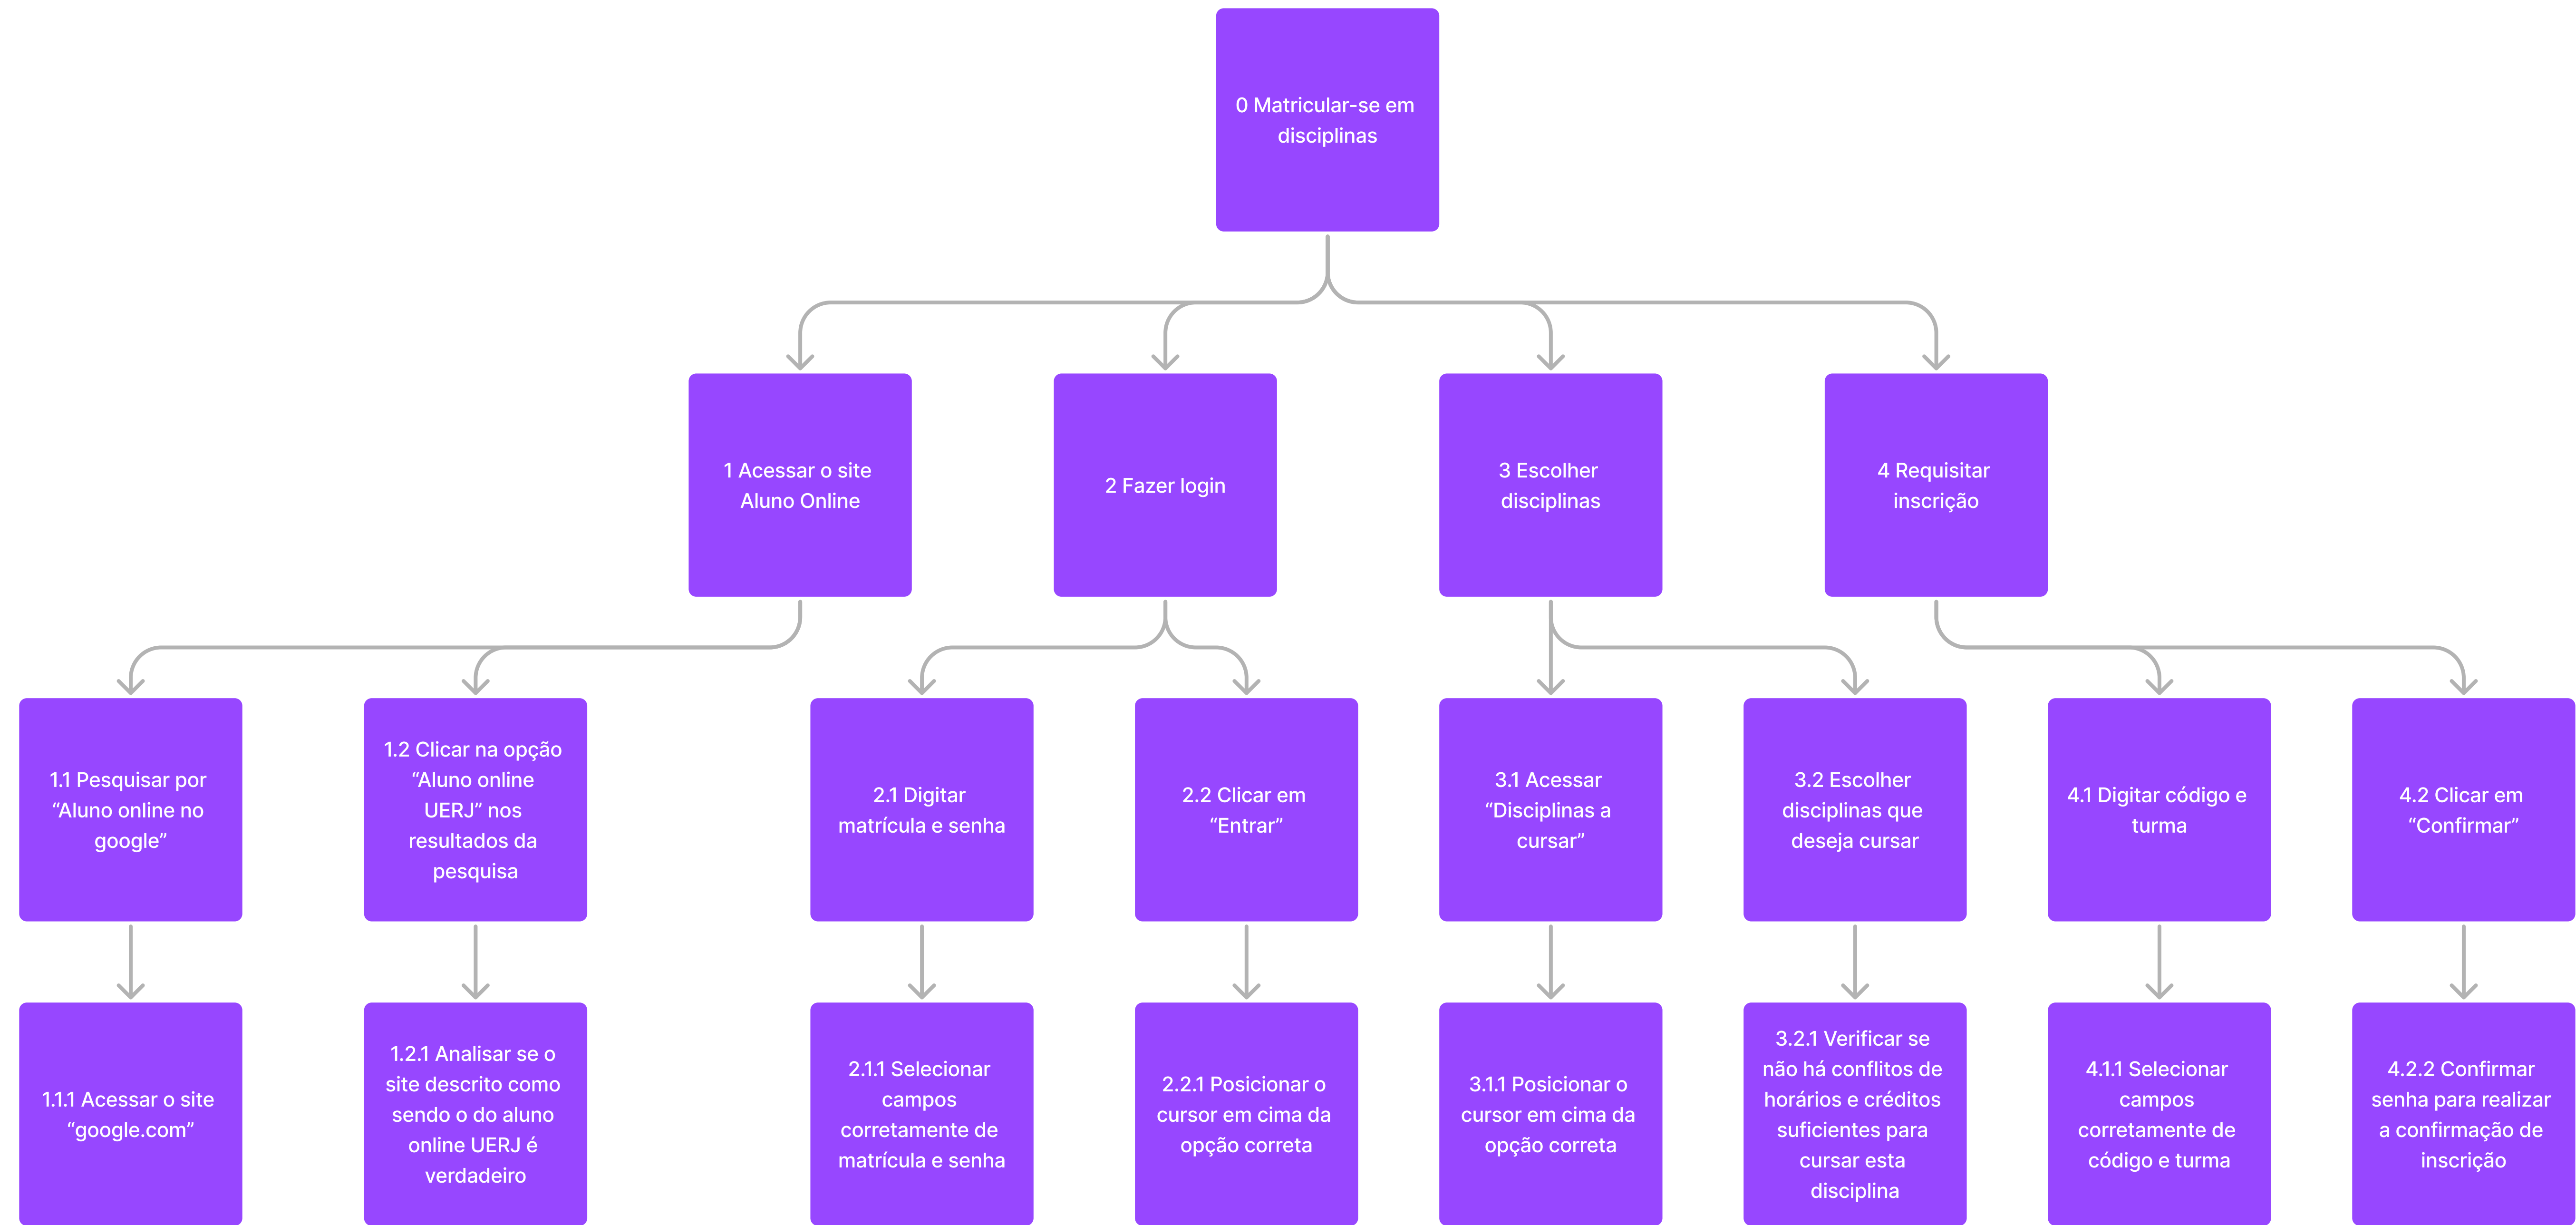 0 Matricular-se em
disciplinas
1 Acessar o site
Aluno Online
2 Fazer login
3 Escolher
disciplinas
4 Requisitar
inscrição
1.1 Pesquisar por
“Aluno online no
google”
1.2 Clicar na opção
“Aluno online
UERJ” nos
resultados da
pesquisa
2.1 Digitar
matrícula e senha
2.2 Clicar em
“Entrar”
3.1 Acessar
“Disciplinas a
cursar”
3.2 Escolher
disciplinas que
deseja cursar
4.1 Digitar código e
turma
4.2 Clicar em
“Confirmar”
1.1.1 Acessar o site
“google.com”
1.2.1 Analisar se o
site descrito como
sendo o do aluno
online UERJ é
verdadeiro
2.1.1 Selecionar
campos
corretamente de
matrícula e senha
2.2.1 Posicionar o
cursor em cima da
opção correta
3.1.1 Posicionar o
cursor em cima da
opção correta
3.2.1 Verificar se
não há conflitos de
horários e créditos
suficientes para
cursar esta
disciplina
4.1.1 Selecionar
campos
corretamente de
código e turma
4.2.2 Confirmar
senha para realizar
a confirmação de
inscrição